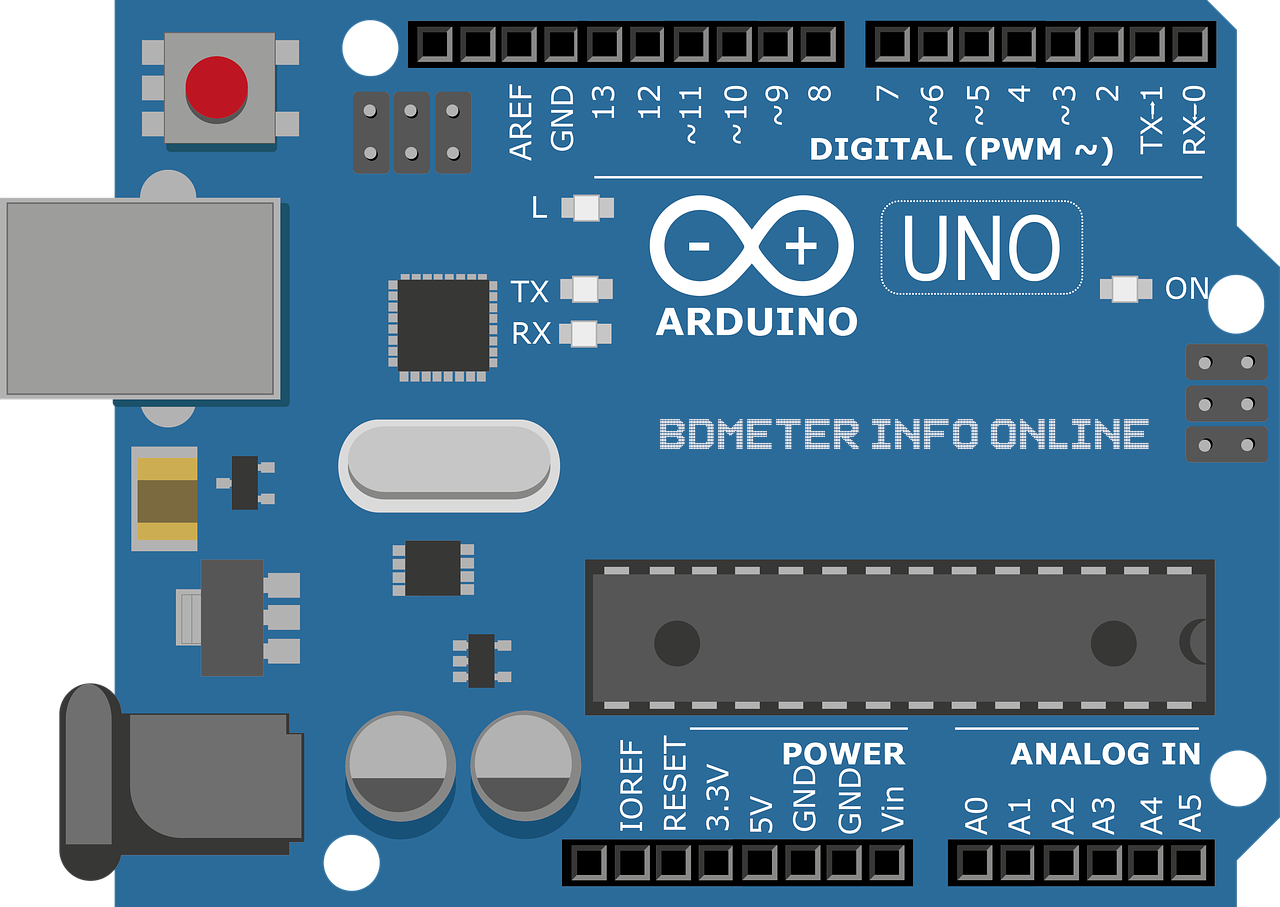 AREF
GND
13
12
~11
~10
~9
8
7
~6
~5
4
~3
2
TX→1
RX←0
DIGITAL (PWM ~)
L
TX
RX
- +
ARDUINO
UNO
ON
BDMETER INFO ONLINE
POWER
ANALOG IN
IOREF
RESET
3.3V
5V
GND
GND
Vin
A0
A1
A2
A3
A4
A5